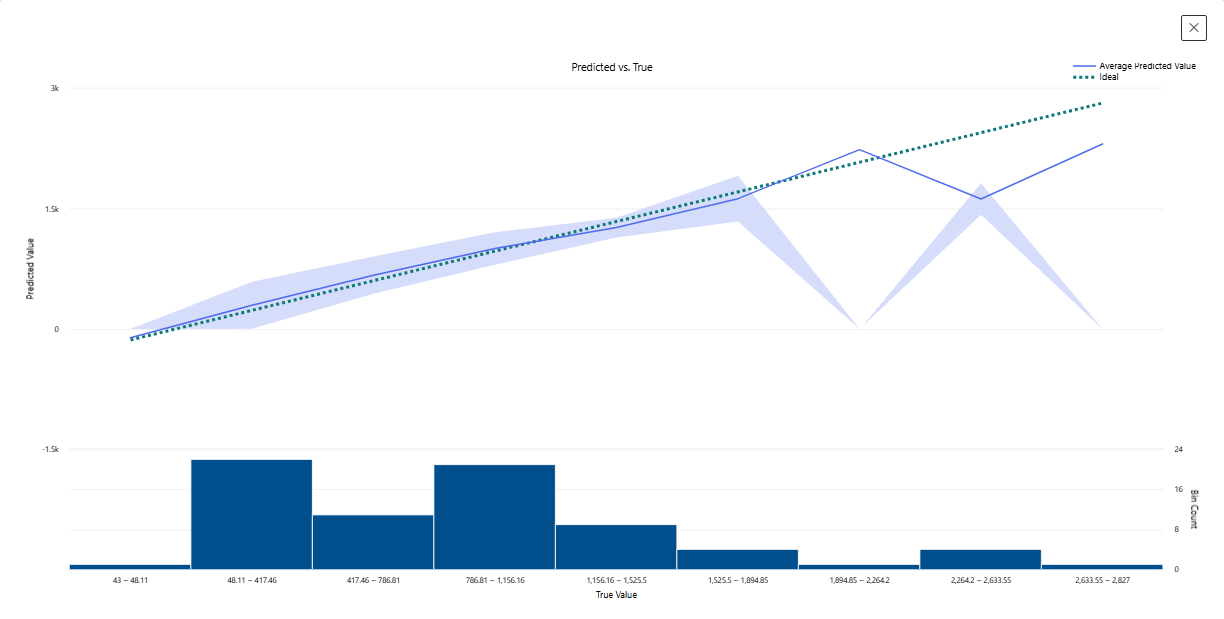 Predicted vs. True
Average Predicted Value
Ideal
3k
1.5k
0
-1.5k
Predicted Value
24
16
8
0
Bin Count
43 ~ 48.11
48.11 ~ 417.46
417.46 ~ 786.81
786.81 ~ 1,156.16
1,156.16 ~ 1,525.5
1,525.5 ~ 1,894.85
1,894.85 ~ 2,264.2
2,264.2 ~ 2,633.55
2,633.55 ~ 2,827
True Value